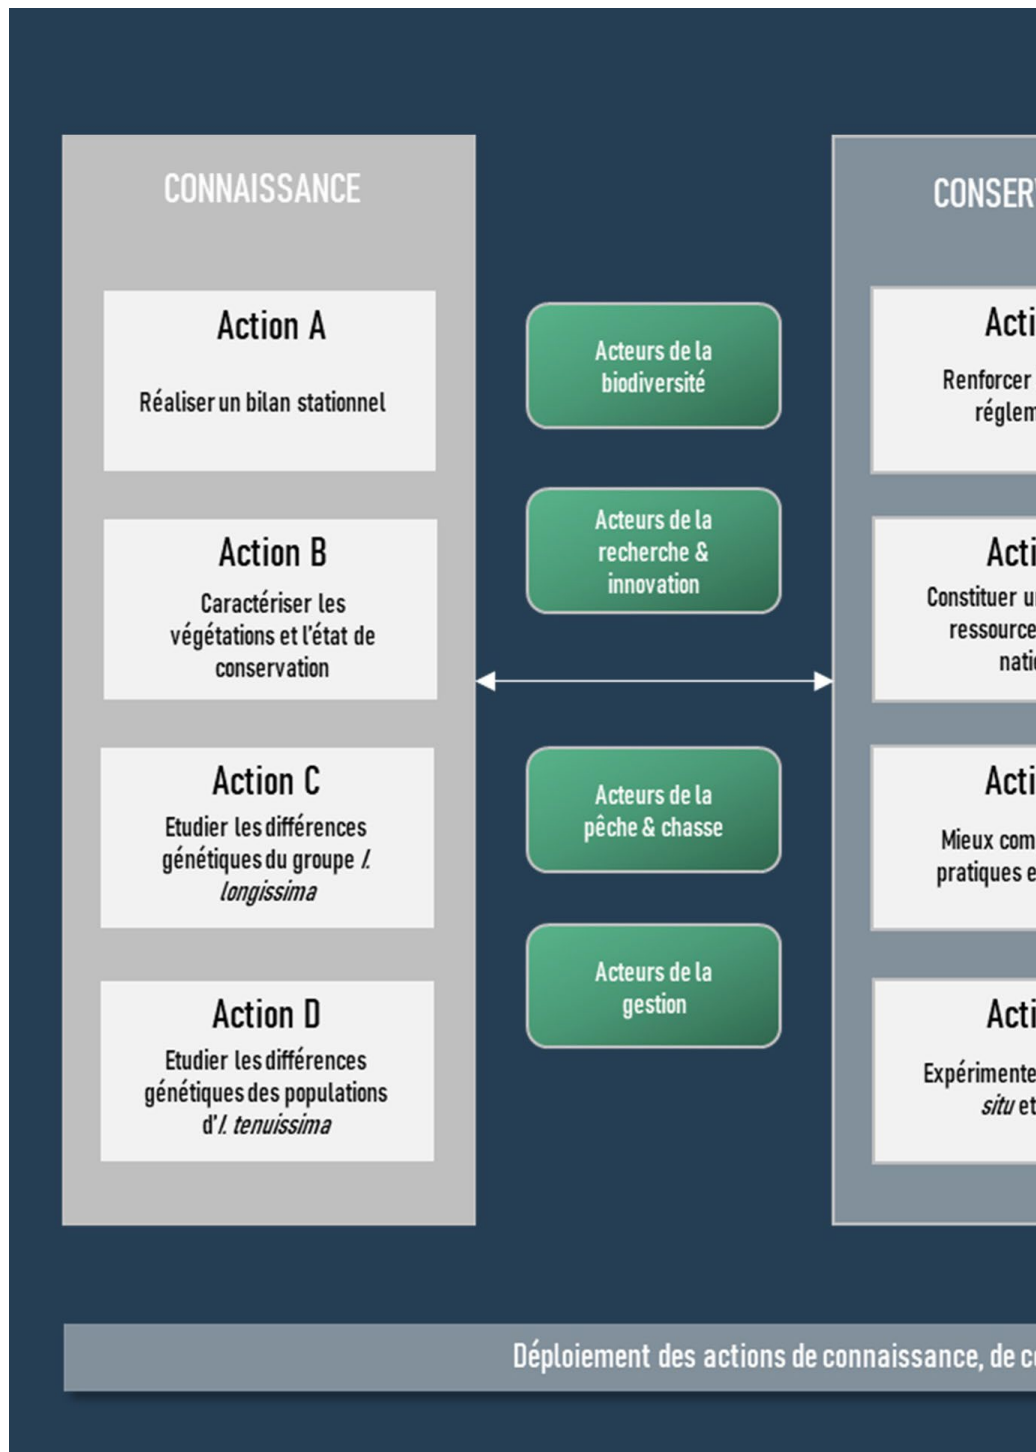 CONNAISSANCE
Action A
Réaliser un bilan stationnel
Action B
Caractériser les
végétations et l'état de
conservation
Action C
Etudier les différences
génétiques du groupe I.
longissima
Action D
Etudier les différences
génétiques des populations
d'I. tenuissima
Acteurs de la
biodiversité
Acteurs de la
recherche &
innovation
Acteurs de la
pêche & chasse
Acteurs de la
gestion
CONSER
Acti
Renforcer
réglem
Acti
Constituer u
ressource
nati
Acti
Mieux com
pratiques e
Acti
Expérimente
situ et
Déploiement des actions de connaissance, de c